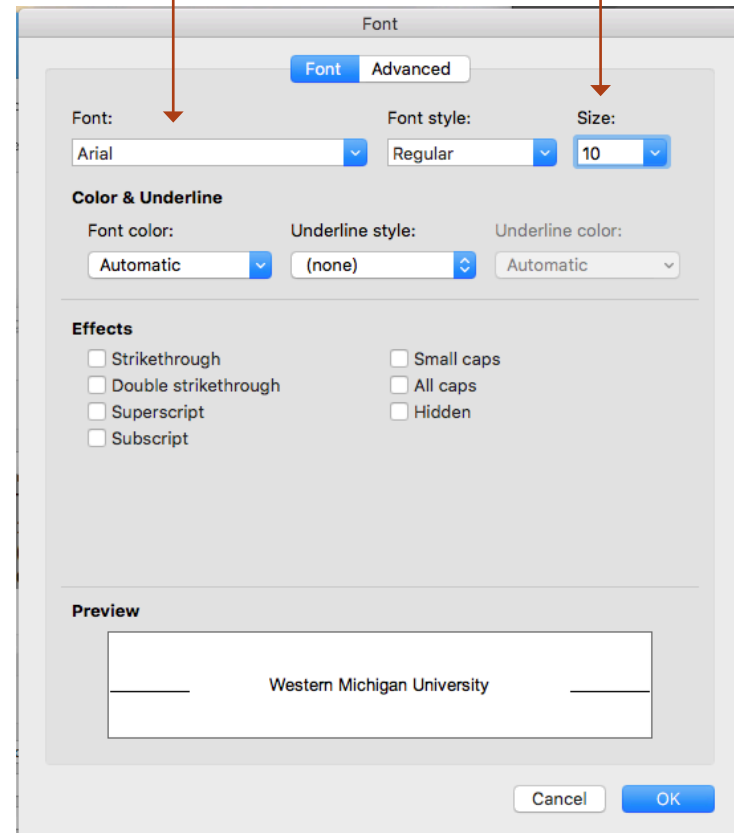 Font
Font Advanced
Font: Font style: Size:
Arial Regular 10
Color & Underline
Font color: Underline style: Underline color:
Automatic (none) Automatic
Effects
Strikethrough Small caps
Double strikethrough All caps
Superscript Hidden
Subscript
Preview
Western Michigan University
Cancel OK